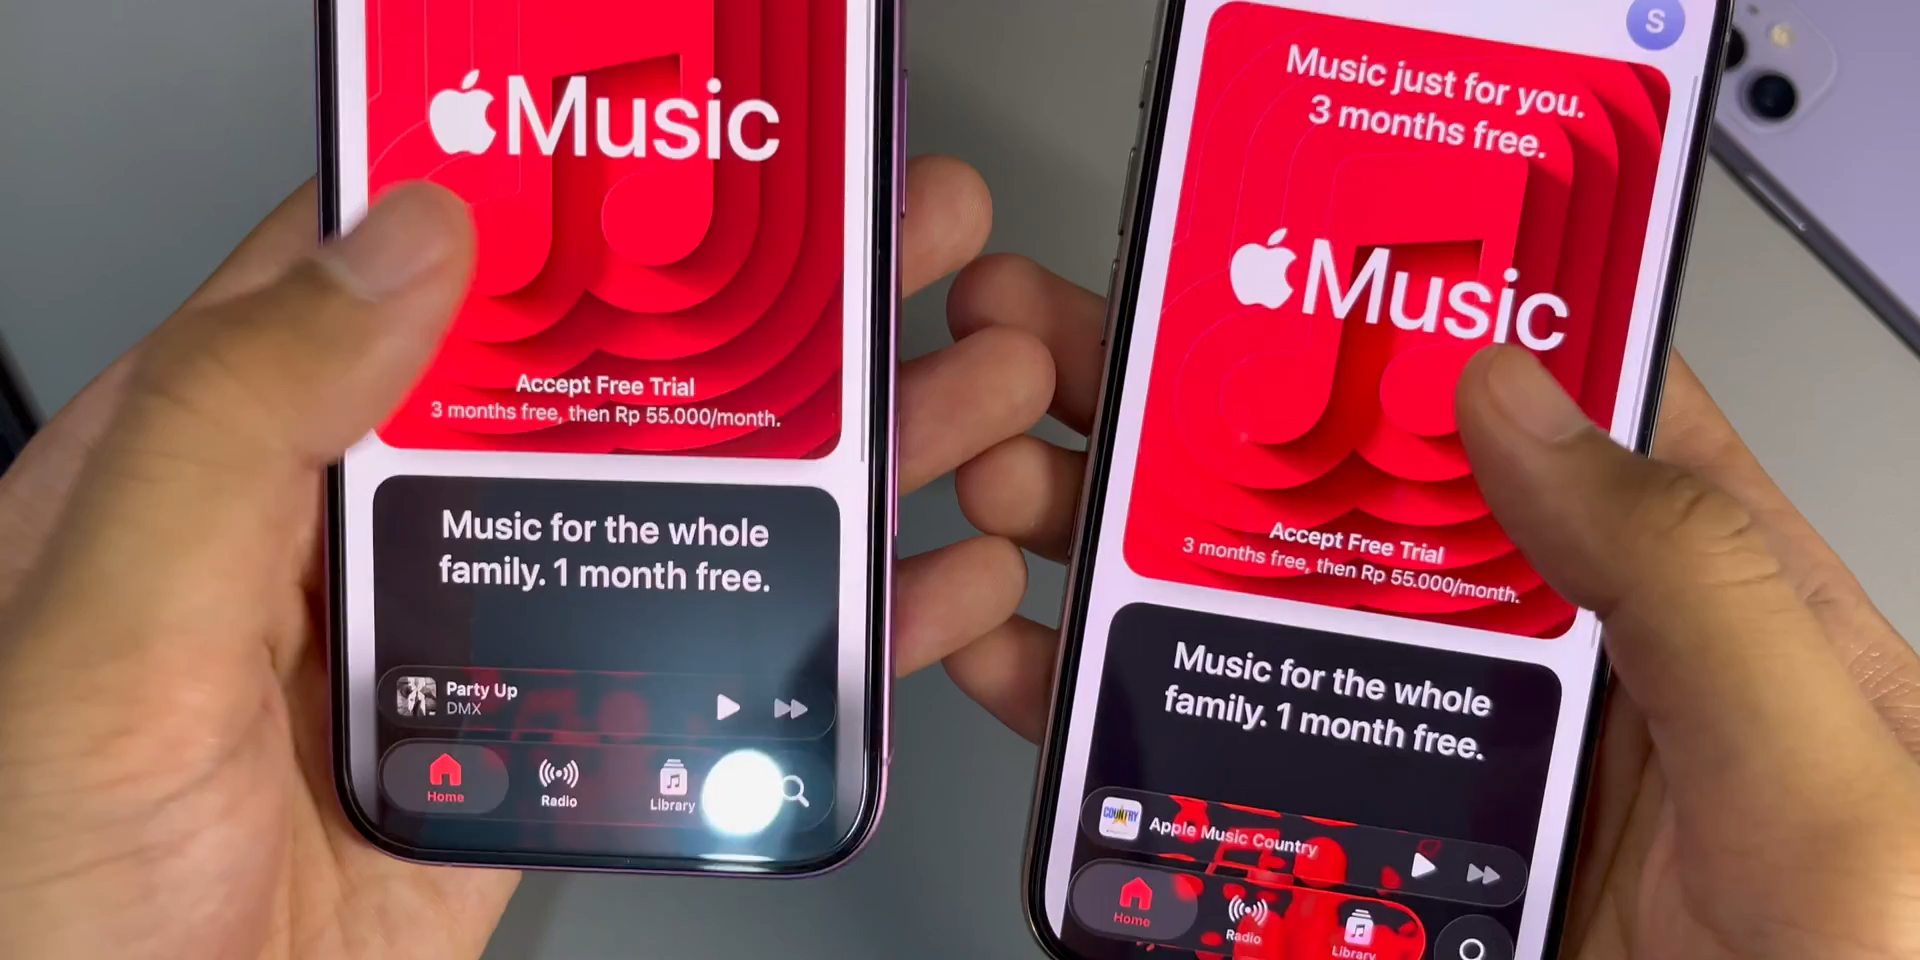 Music
Accept Free Trial
3 months free, then Rp 55.000/month.
Music for the whole
family. 1 month free.
Party Up
DMX
Home
Radio
Library
S
Music just for you.
3 months free.
Music
Accept Free Trial
3 months free, then Rp 55.000/month.
Music for the whole
family. 1 month free.
COUNTRY
Apple Music Country
Home
Radio
Library